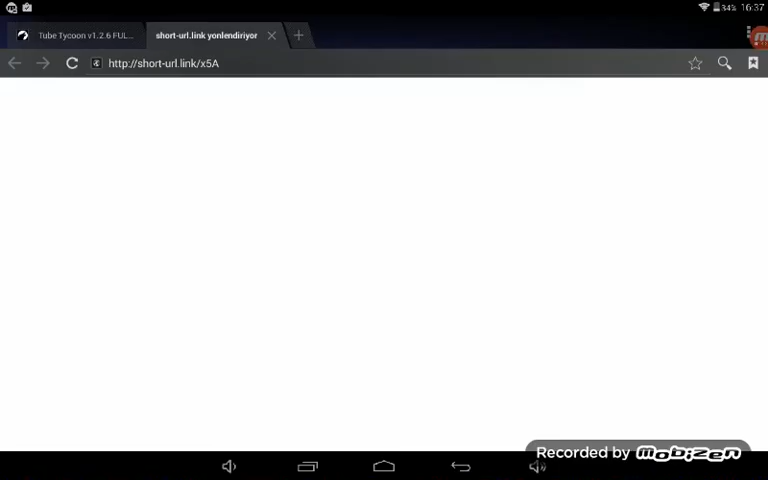 34% 16:37
Tube Tycoon v1.2.6 FUL... short-url.link yonlendiriyor
http://short-url.link/x5A
Recorded by mobizen